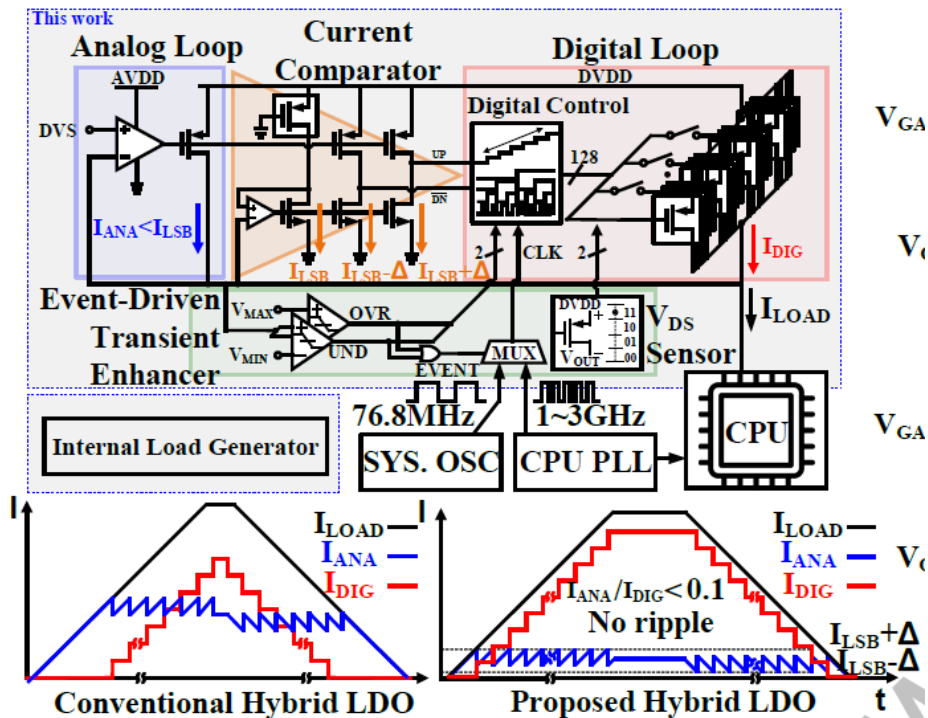 This work
Analog Loop
Current
Comparator
Digital Loop
AVDD
DVDD
DVS
Digital Control
UP
DN
128
2
CLK
2
I_ANA<I_LSB
I_LSB
I_LSB-Δ
I_LSB+Δ
I_DIG
I_LOAD
Event-Driven
Transient
Enhancer
V_MAX
V_MIN
OVR
UND
EVENT
MUX
DVDD
V_OUT
+
-
11
10
01
00
V_DS
Sensor
76.8MHz
1~3GHz
SYS. OSC
CPU PLL
CPU
Internal Load Generator
V_GA
V_GA
I
I_LOAD
I_ANA
I_DIG
Conventional Hybrid LDO
I
I_LOAD
I_ANA
I_DIG
I_ANA/I_DIG<0.1
No ripple
I_LSB+Δ
I_LSB-Δ
t
Proposed Hybrid LDO